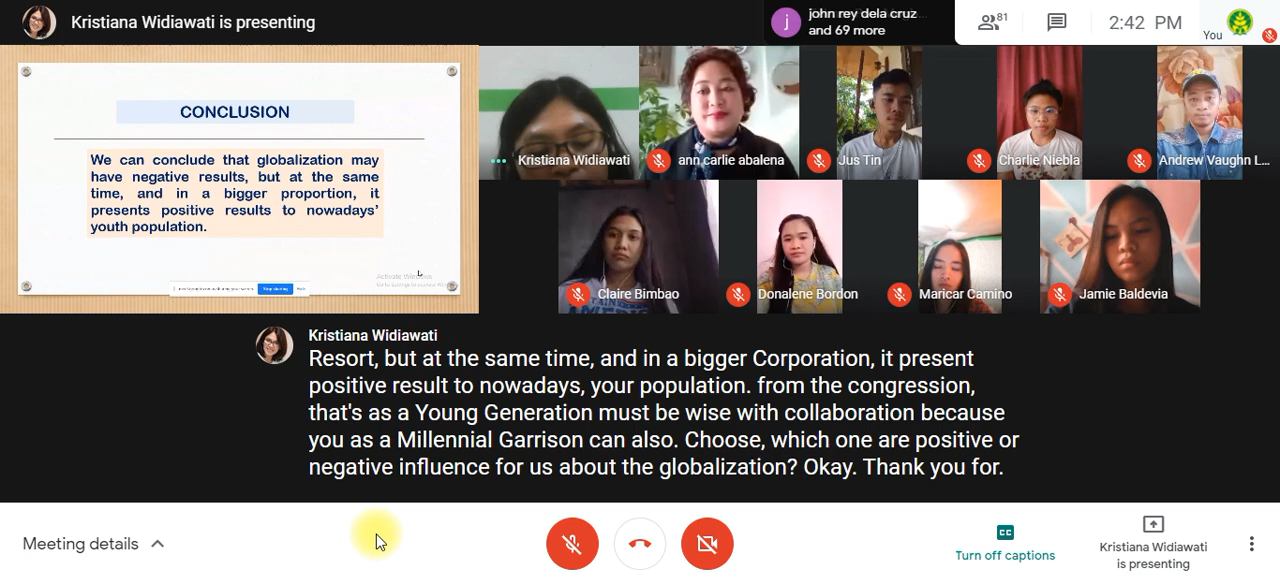 Kristiana Widiawati is presenting
j
john rey dela cruz
and 69 more
81
2:42 PM
You
CONCLUSION
We can conclude that globalization may
have negative results, but at the same
time, and in a bigger proportion, it
presents positive results to nowadays'
youth population.
Activate Windows
Stop sharing
Hide
Kristiana Widiawati
ann carlie abalena
Jus Tin
Charlie Niebla
Andrew Vaughn L...
Claire Bimbao
Donalene Bordon
Maricar Camino
Jamie Baldevia
Kristiana Widiawati
Resort, but at the same time, and in a bigger Corporation, it present
positive result to nowadays, your population. from the congression,
that's as a Young Generation must be wise with collaboration because
you as a Millennial Garrison can also. Choose, which one are positive or
negative influence for us about the globalization? Okay. Thank you for.
Meeting details
CC
Turn off captions
Kristiana Widiawati
is presenting